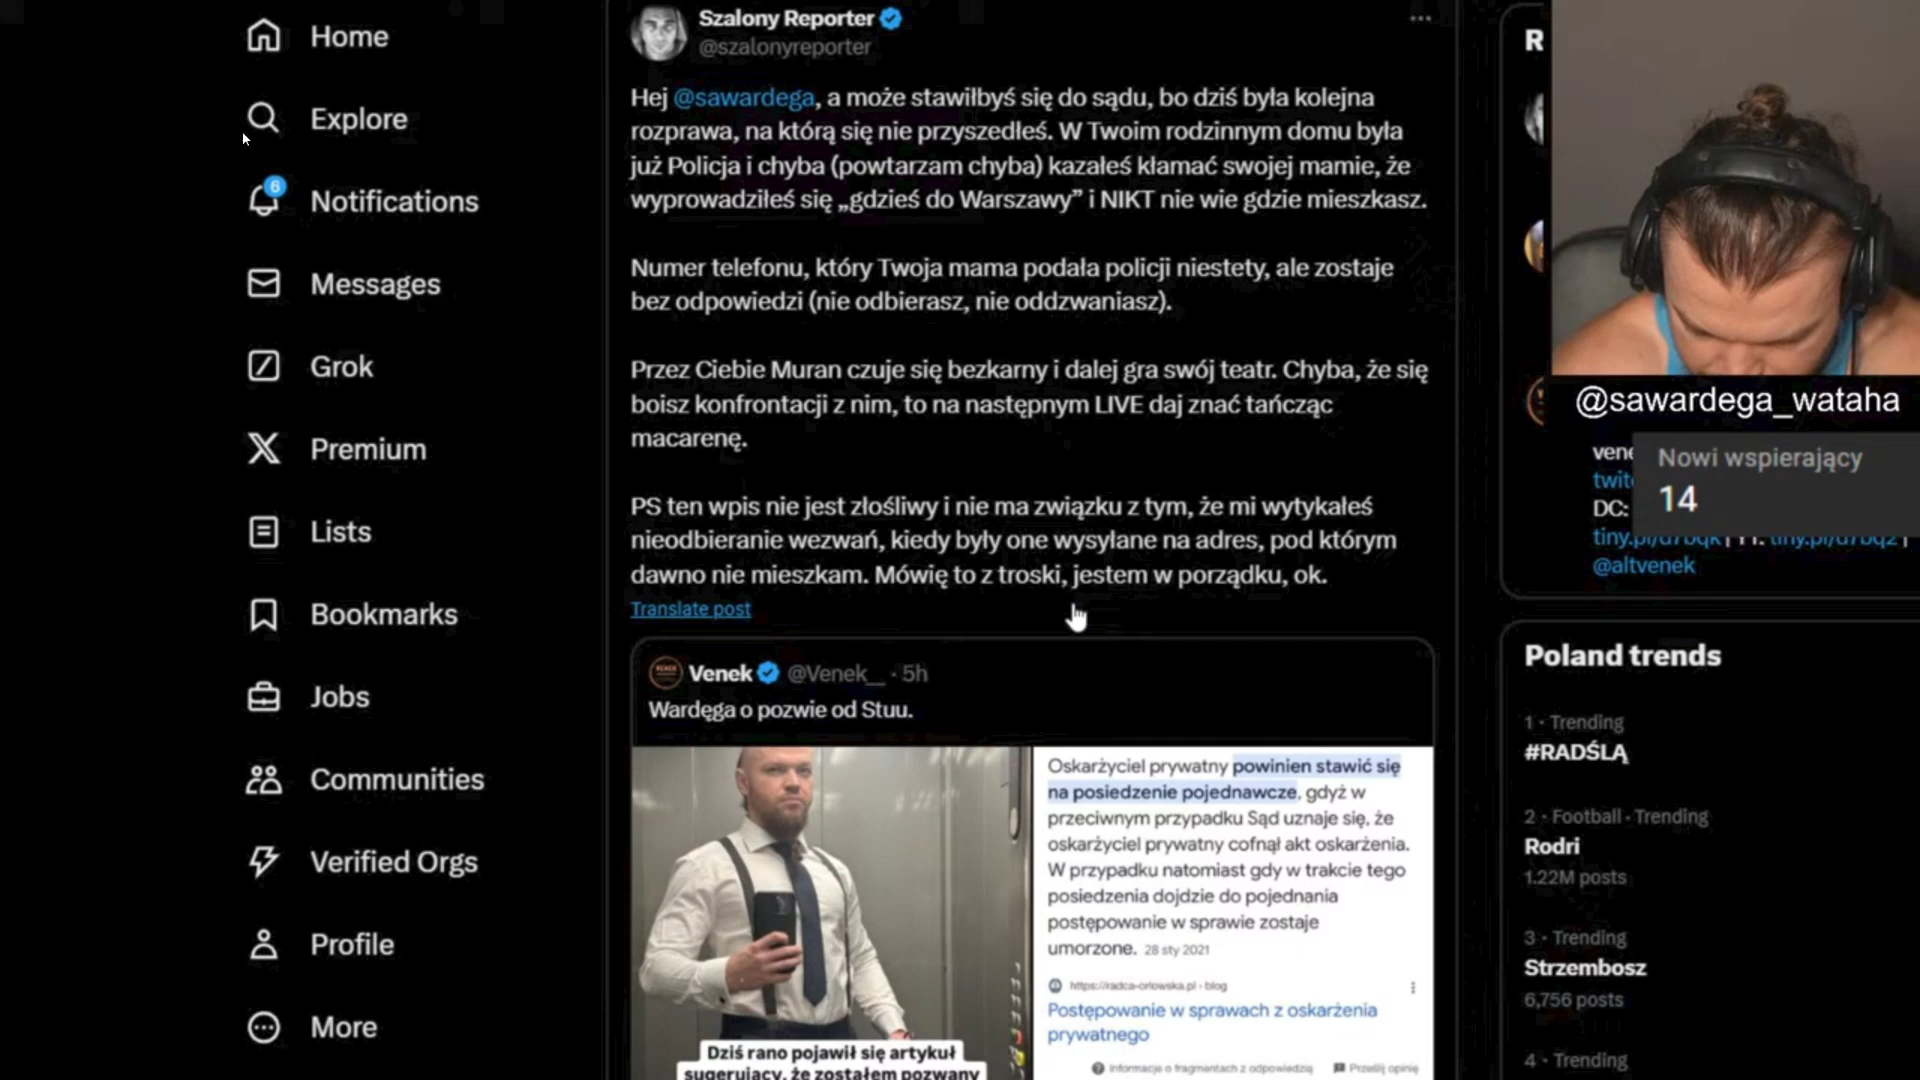 Home
Explore
6
Notifications
Messages
Grok
Premium
Lists
Bookmarks
Jobs
Communities
Verified Orgs
Profile
More
Szalony Reporter
@szalonyreporter
Hej @sawardega, a może stawiłbyś się do sądu, bo dziś była kolejna
rozprawa, na którą się nie przyszedłeś. W Twoim rodzinnym domu była
już Policja i chyba (powtarzam chyba) kazałeś kłamać swojej mamie, że
wyprowadziłeś się „gdzieś do Warszawy” i NIKT nie wie gdzie mieszkasz.
Numer telefonu, który Twoja mama podała policji niestety, ale zostaje
bez odpowiedzi (nie odbierasz, nie oddzwaniasz).
Przez Ciebie Muran czuje się bezkarny i dalej gra swój teatr. Chyba, że się
boisz konfrontacji z nim, to na następnym LIVE daj znać tańcząc
macarenę.
PS ten wpis nie jest złośliwy i nie ma związku z tym, że mi wytykałeś
nieodbieranie wezwań, kiedy były one wysyłane na adres, pod którym
dawno nie mieszkam. Mówię to z troski, jestem w porządku, ok.
Translate post
Venek @Venek__ · 5h
Wardęga o pozwie od Stuu.
Dziś rano pojawił się artykuł
sugerujący, że zostałem pozwany
Oskarżyciel prywatny powinien stawić się
na posiedzenie pojednawcze, gdyż w
przeciwnym przypadku Sąd uznaje się, że
oskarżyciel prywatny cofnął akt oskarżenia.
W przypadku natomiast gdy w trakcie tego
posiedzenia dojdzie do pojednania
postępowanie w sprawie zostaje
umorzone. 28 sty 2021
https://radca-orlowska.pl › blog
Postępowanie w sprawach z oskarżenia
prywatnego
Informacje o fragmentach z odpowiedzią
Prześlij opinię
R
@sawardega_wataha
Nowi wspierający
14
DC:
@altvenek
Poland trends
1 · Trending
#RADŚLĄ
2 · Football · Trending
Rodri
1.22M posts
3 · Trending
Strzembosz
6,756 posts
4 · Trending